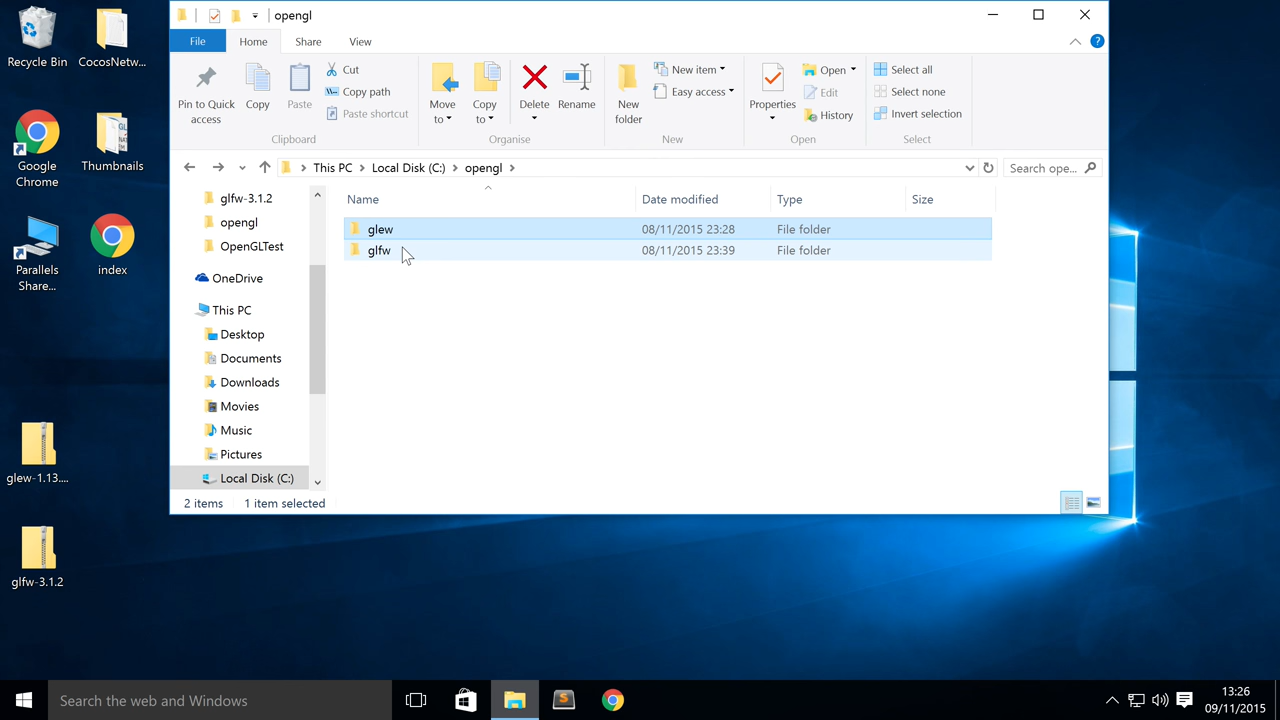 Recycle Bin
CocosNetw...
Google
Chrome
Thumbnails
Parallels
Share...
index
glew-1.13....
glfw-3.1.2
opengl
File
Home
Share
View
?
Pin to Quick
access
Copy
Paste
Cut
Copy path
Paste shortcut
Clipboard
Move
to
Copy
to
Delete
Rename
Organise
New
folder
New item
Easy access
New
Properties
Open
Edit
History
Open
Select all
Select none
Invert selection
Select
This PC
Local Disk (C:)
opengl
Search ope...
glfw-3.1.2
opengl
OpenGLTest
OneDrive
This PC
Desktop
Documents
Downloads
Movies
Music
Pictures
Local Disk (C:)
Name
Date modified
Type
Size
glew
08/11/2015 23:28
File folder
glfw
08/11/2015 23:39
File folder
2 items
1 item selected
Search the web and Windows
13:26
09/11/2015